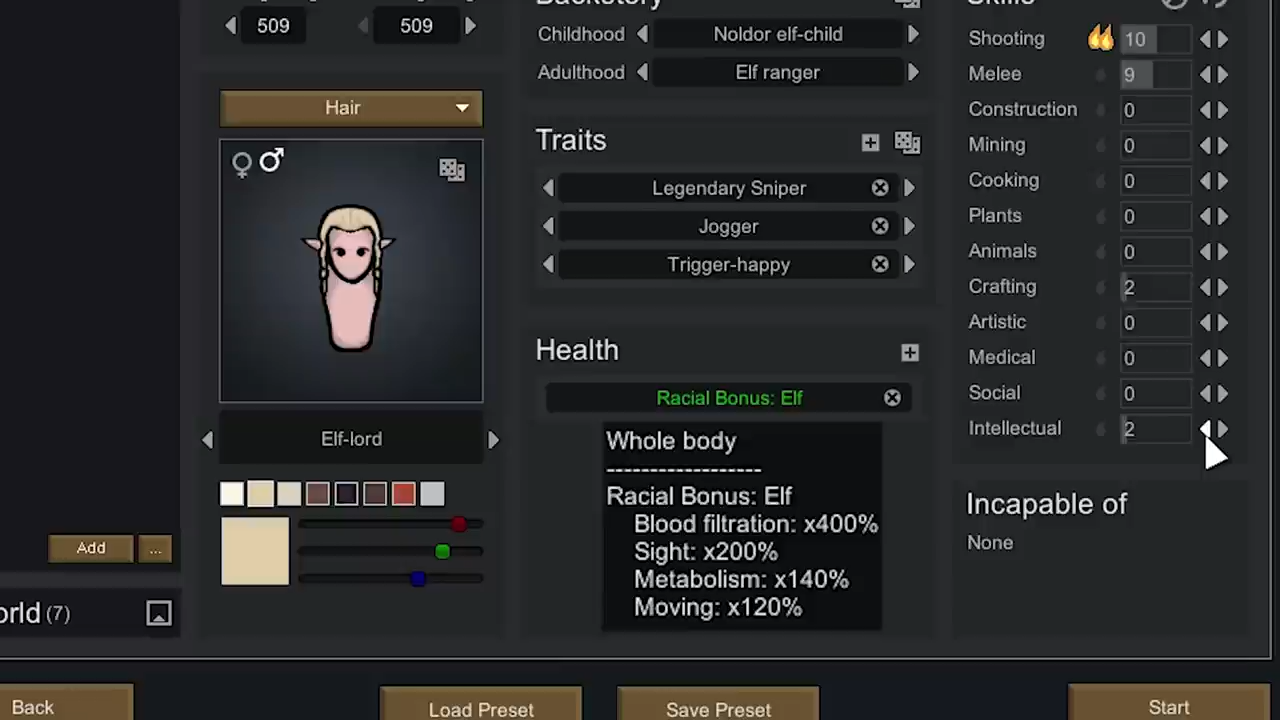 509
509
Hair
Elf-lord
Add
...
orld (7)
Backstory
Childhood
Noldor elf-child
Adulthood
Elf ranger
Traits
Legendary Sniper
Jogger
Trigger-happy
Health
Racial Bonus: Elf
Whole body
------------------
Racial Bonus: Elf
Blood filtration: x400%
Sight: x200%
Metabolism: x140%
Moving: x120%
Skills
Shooting 10
Melee 9
Construction 0
Mining 0
Cooking 0
Plants 0
Animals 0
Crafting 2
Artistic 0
Medical 0
Social 0
Intellectual 2
Incapable of
None
Back
Load Preset
Save Preset
Start